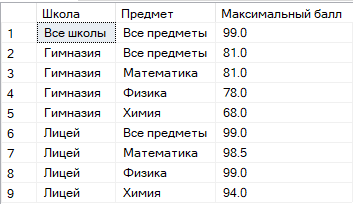 Школа Предмет Максимальный балл
1 Все школы Все предметы 99.0
2 Гимназия Все предметы 81.0
3 Гимназия Математика 81.0
4 Гимназия Физика 78.0
5 Гимназия Химия 68.0
6 Лицей Все предметы 99.0
7 Лицей Математика 98.5
8 Лицей Физика 99.0
9 Лицей Химия 94.0